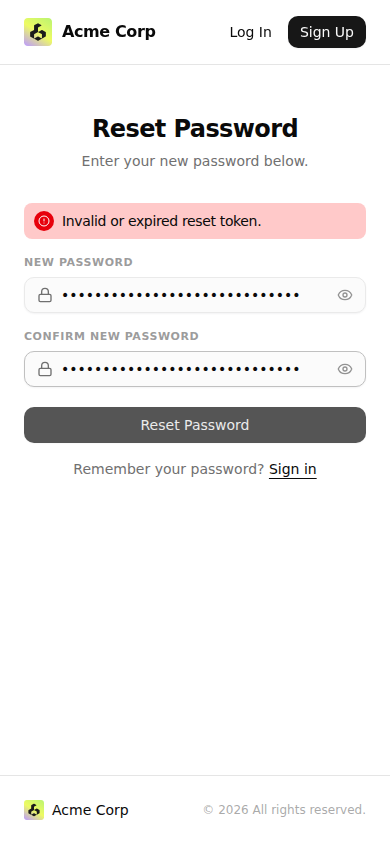 Acme Corp
Log In
Sign Up
Reset Password
Enter your new password below.
Invalid or expired reset token.
NEW PASSWORD
•••••••••••••••••••••••••••••
CONFIRM NEW PASSWORD
•••••••••••••••••••••••••••••
Reset Password
Remember your password? Sign in
Acme Corp
© 2026 All rights reserved.